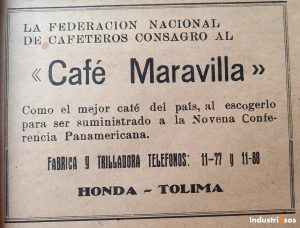 LA FEDERACION NACIONAL
DE CAFETEROS CONSAGRO AL
« Café Maravilla »
Como el mejor café del país, al escogerlo
para ser suministrado a la Novena Confe-
rencia Panamericana.
FABRICA Y TRILLADORA TELEFONOS: 11-77 y 11-88
HONDA - TOLIMA
Industriosos